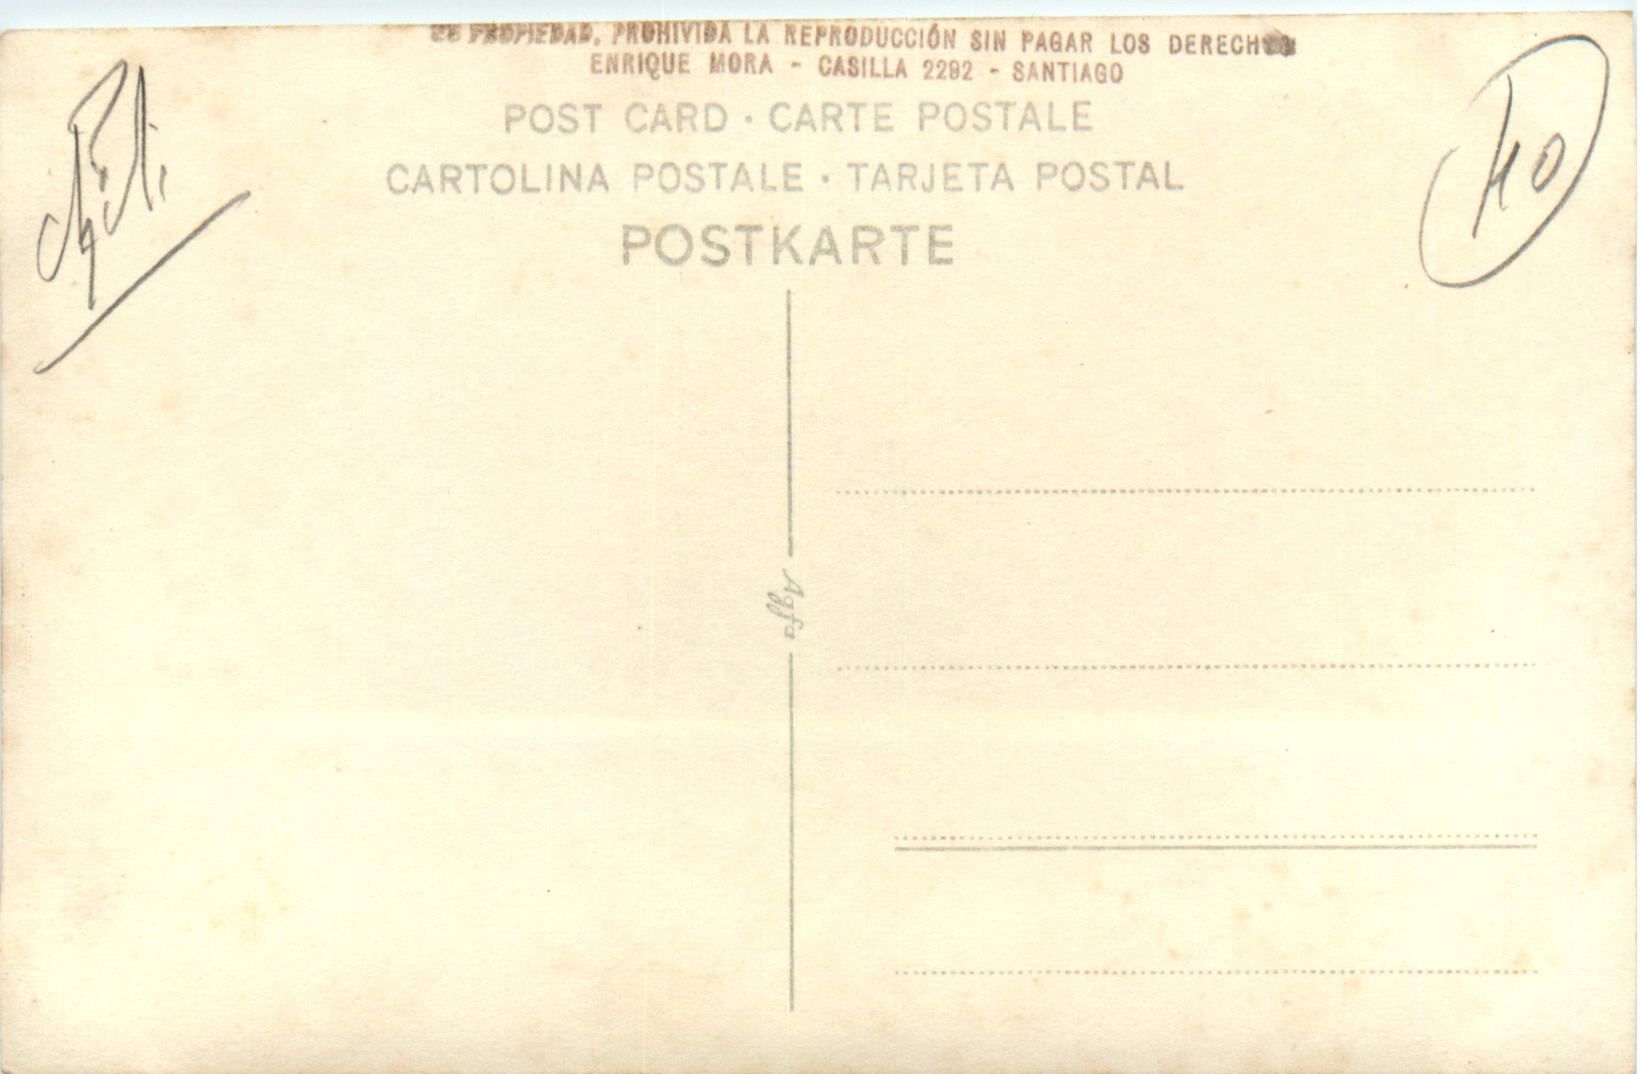 ES PROPIEDAD. PROHIVIDA LA REPRODUCCIÓN SIN PAGAR LOS DERECHOS
ENRIQUE MORA - CASILLA 2292 - SANTIAGO
POST CARD · CARTE POSTALE
CARTOLINA POSTALE · TARJETA POSTAL
POSTKARTE
Chili
40
Agfa